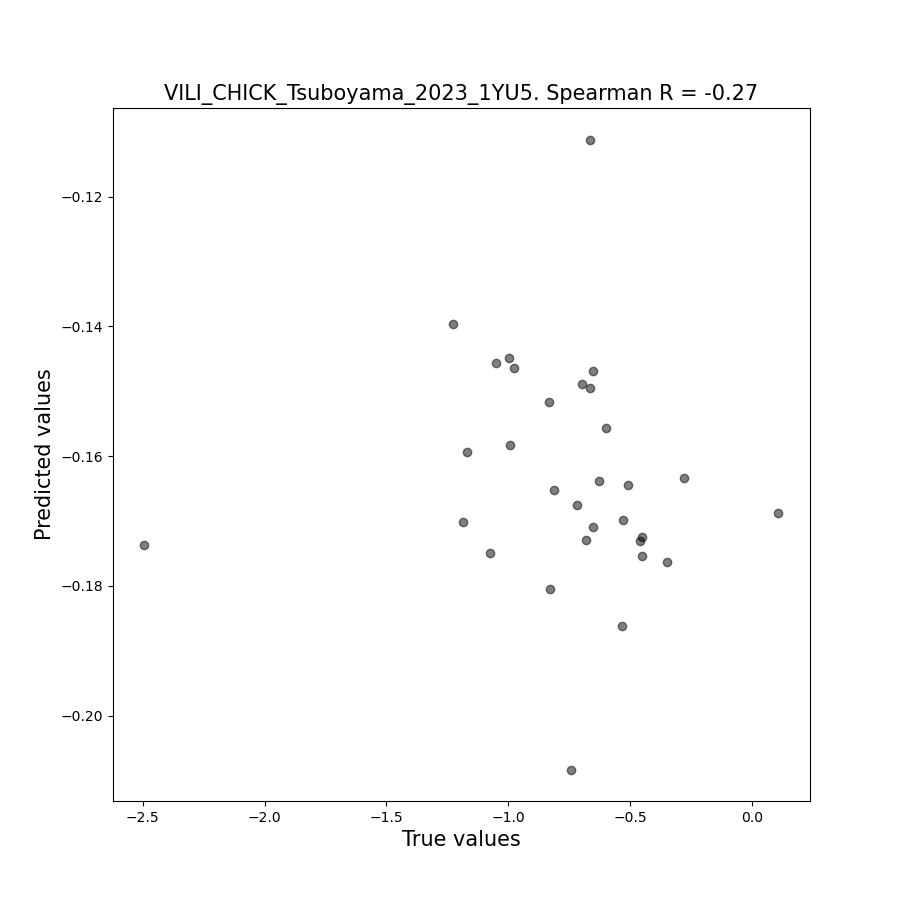 VILI_CHICK_Tsuboyama_2023_1YU5. Spearman R = -0.27
Predicted values
−0.12
−0.14
−0.16
−0.18
−0.20
−2.5 −2.0 −1.5 −1.0 −0.5 0.0
True values